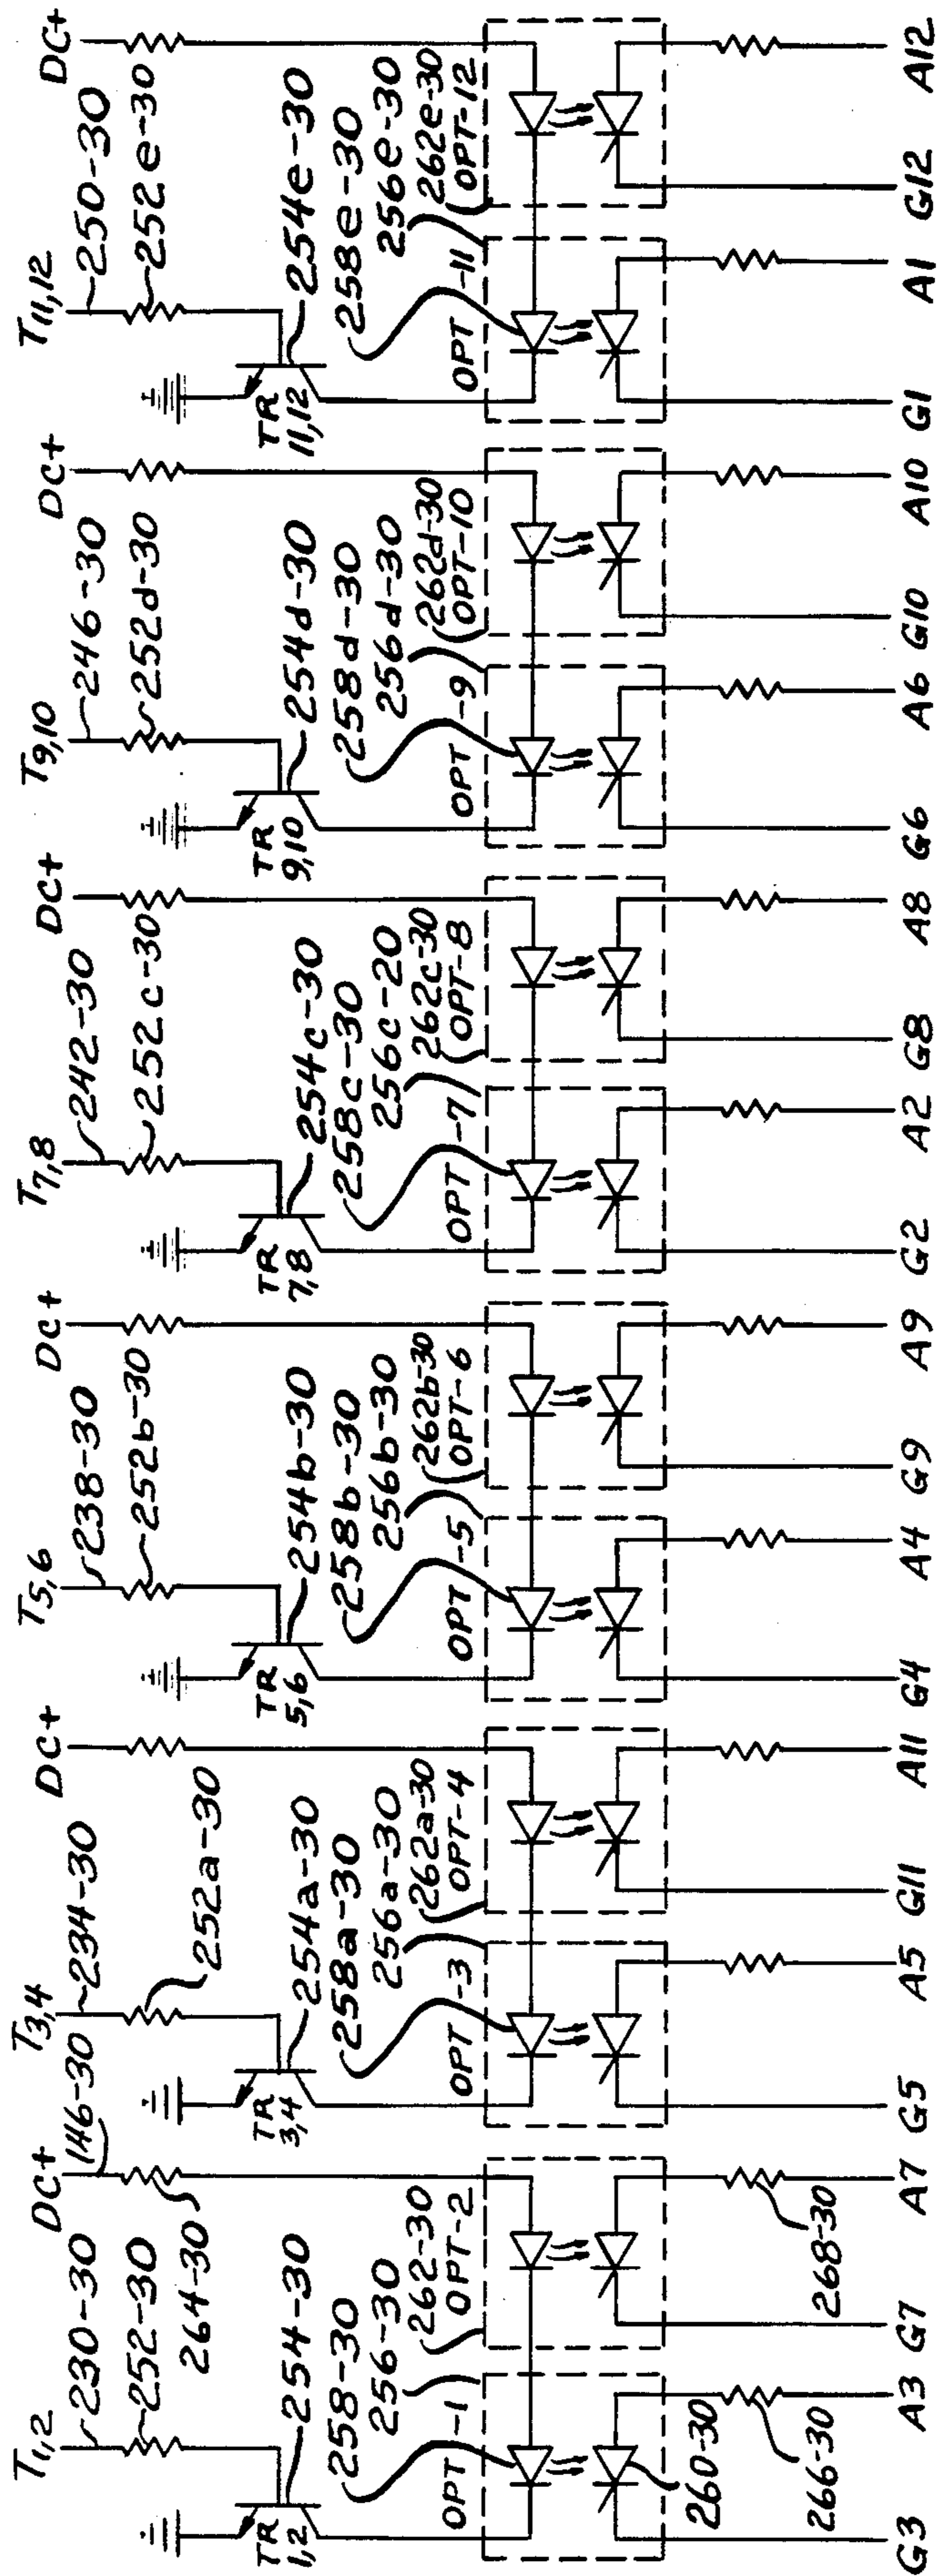 T1,2
230-30
252-30
DC+
146-30
264-30
TR
1,2
254-30
258-30
256-30
262-30
OPT-1
OPT-2
260-30
266-30
268-30
G3
A3
G7
A7
T3,4
234-30
252a-30
DC+
TR
3,4
254a-30
258a-30
256a-30
262a-30
OPT-3
OPT-4
G5
A5
G11
A11
T5,6
238-30
252b-30
DC+
TR
5,6
254b-30
258b-30
256b-30
262b-30
OPT-5
OPT-6
G4
A4
G9
A9
T7,8
242-30
252c-30
DC+
TR
7,8
254c-30
258c-30
256c-20
262c-30
OPT-7
OPT-8
G2
A2
G8
A8
T9,10
246-30
252d-30
DC+
TR
9,10
254d-30
258d-30
256d-30
262d-30
OPT-9
OPT-10
G6
A6
G10
A10
T11,12
250-30
252e-30
DC+
TR
11,12
254e-30
258e-30
256e-30
262e-30
OPT-11
OPT-12
G1
A1
G12
A12